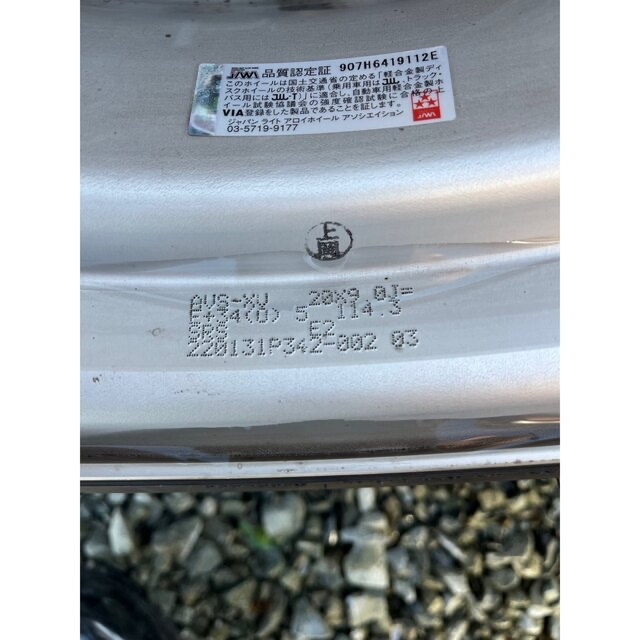 JAWA 品質認定証 907H6419112E
このホイールは国土交通省の定める「軽合金製ディ
スクホイールの技術基準（乗用車用はJWL、トラック・
バス用にはJWL-T）」に適合し、自動車用軽合金製ホ
イール試験協議会の強度確認試験に合格の上
VIA登録をした製品であることを証します。
ジャパン ライト アロイホイール アソシエイション
03-5719-9177
JAWA
上
AVS-XV 20X9.0J=
F+34(U) 5 114.3
SRS E2
220131P342-002 03